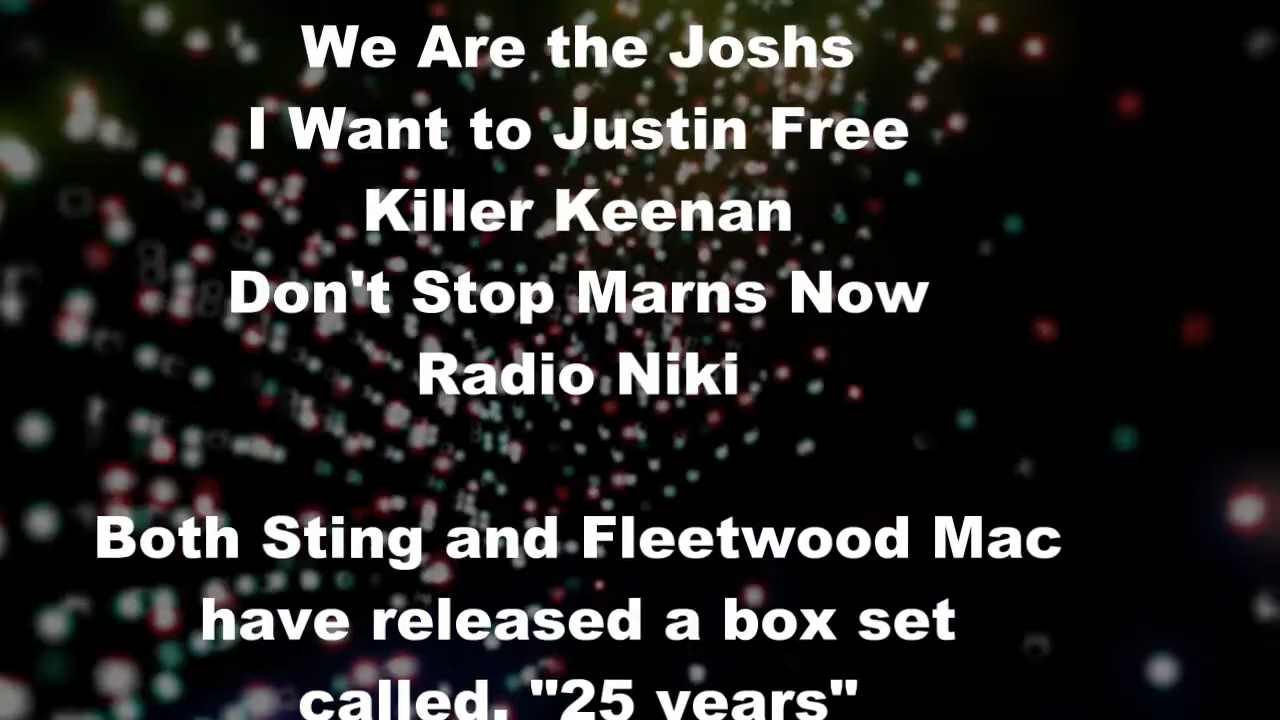 We Are the Joshs
I Want to Justin Free
Killer Keenan
Don't Stop Marns Now
Radio Niki
Both Sting and Fleetwood Mac
have released a box set
called, "25 years"